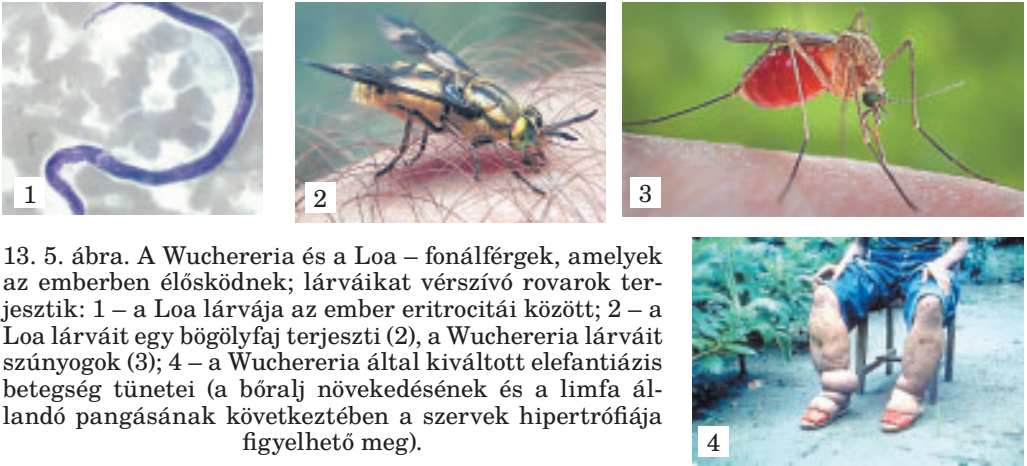 1
2
3
13. 5. ábra. A Wuchereria és a Loa – fonálférgek, amelyek
az emberben élősködnek; lárváikat vérszívó rovarok ter-
jesztik: 1 – a Loa lárvája az ember eritrocitái között; 2 – a
Loa lárváit egy bögölyfaj terjeszti (2), a Wuchereria lárváit
szúnyogok (3); 4 – a Wuchereria által kiváltott elefantiázis
betegség tünetei (a bőralj növekedésének és a limfa ál-
landó pangásának következtében a szervek hipertrófiája
figyelhető meg).
4